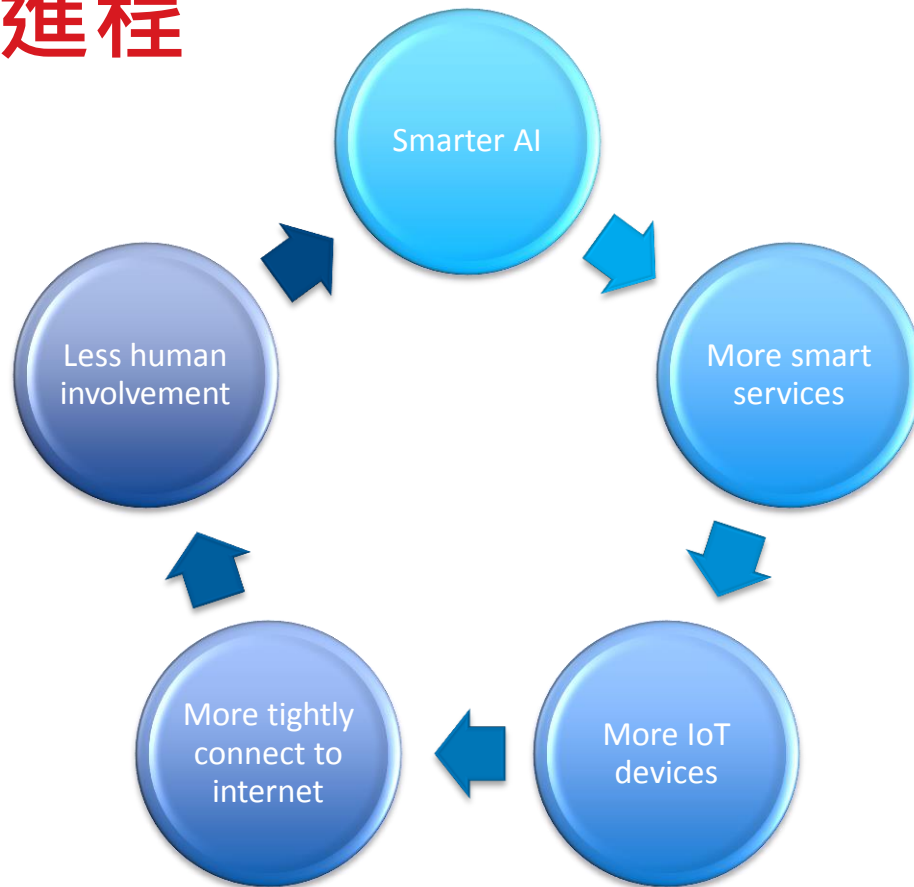 進程
Smarter AI
More smart
services
More IoT
devices
More tightly
connect to
internet
Less human
involvement